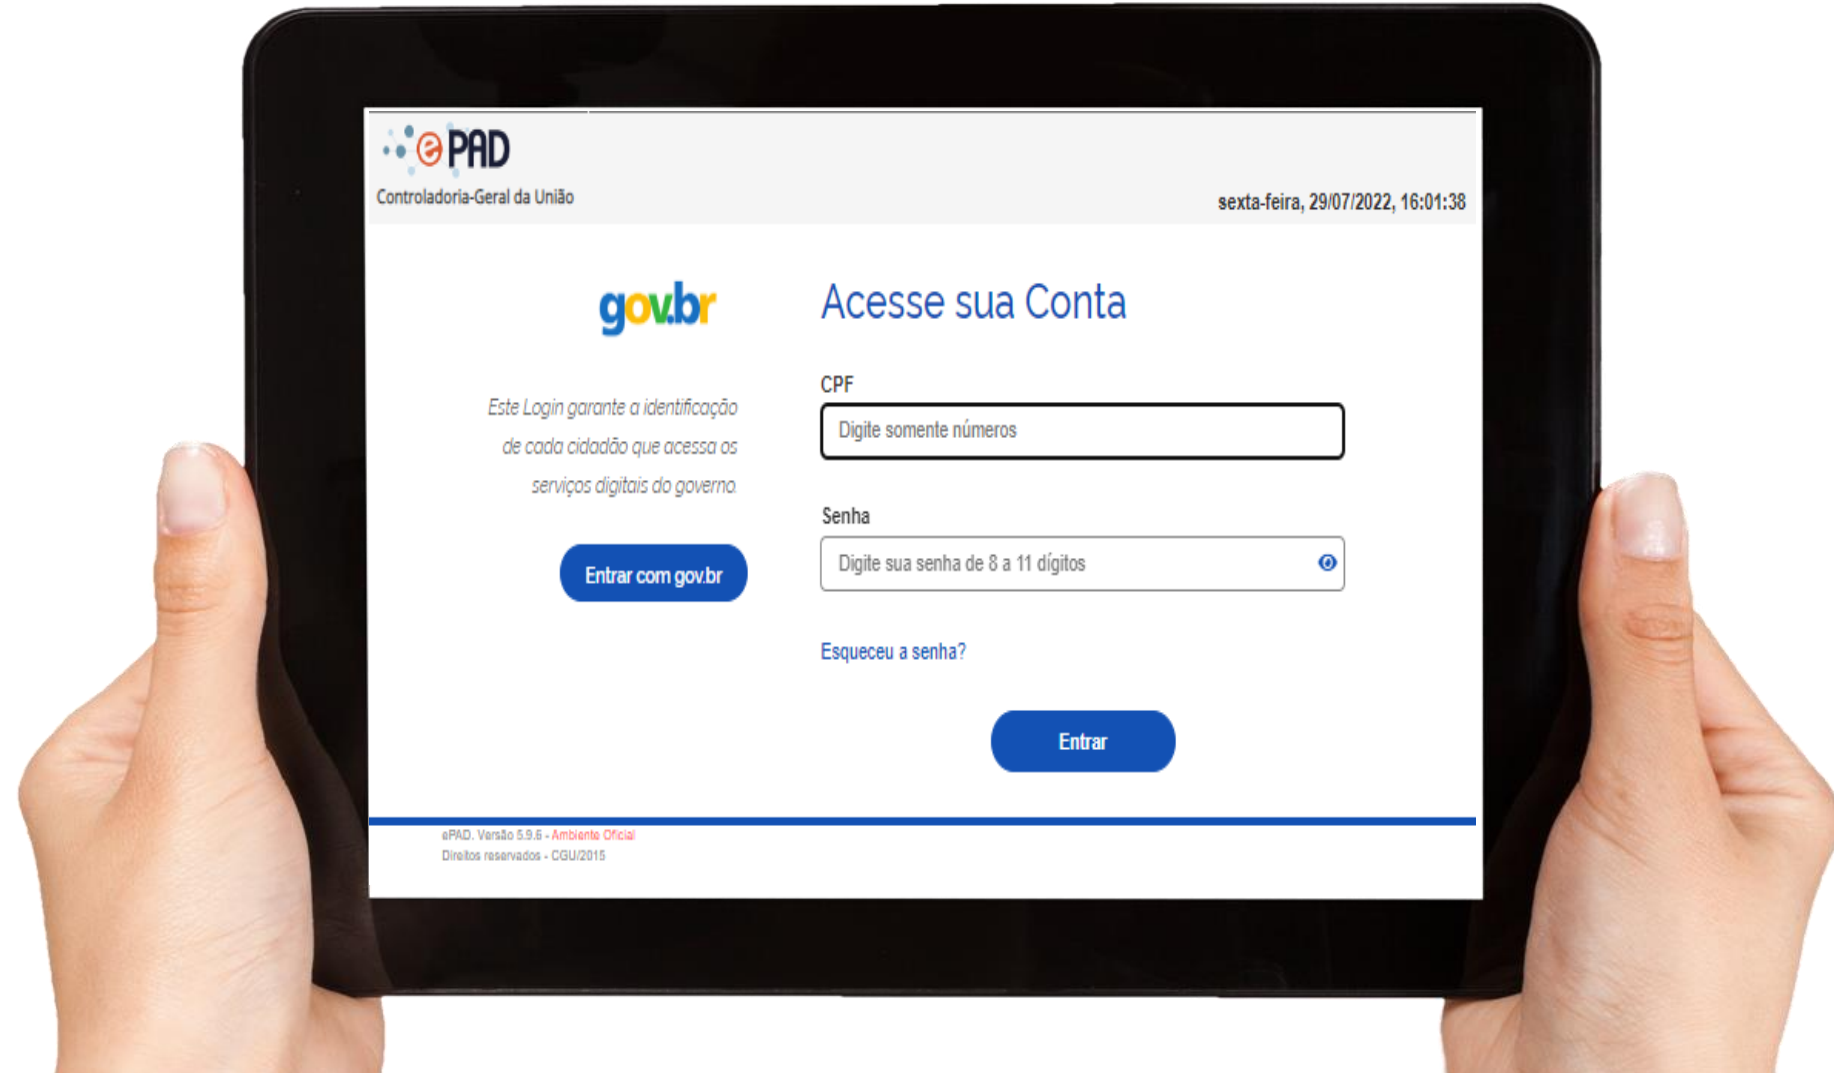 ePAD
Controladoria-Geral da União
sexta-feira, 29/07/2022, 16:01:38
gov.br
Este Login garante a identificação
de cada cidadão que acessa os
serviços digitais do governo.
Entrar com gov.br
Acesse sua Conta
CPF
Digite somente números
Senha
Digite sua senha de 8 a 11 dígitos
Esqueceu a senha?
Entrar
ePAD. Versão 5.9.6 - Ambiente Oficial
Direitos reservados - CGU/2015